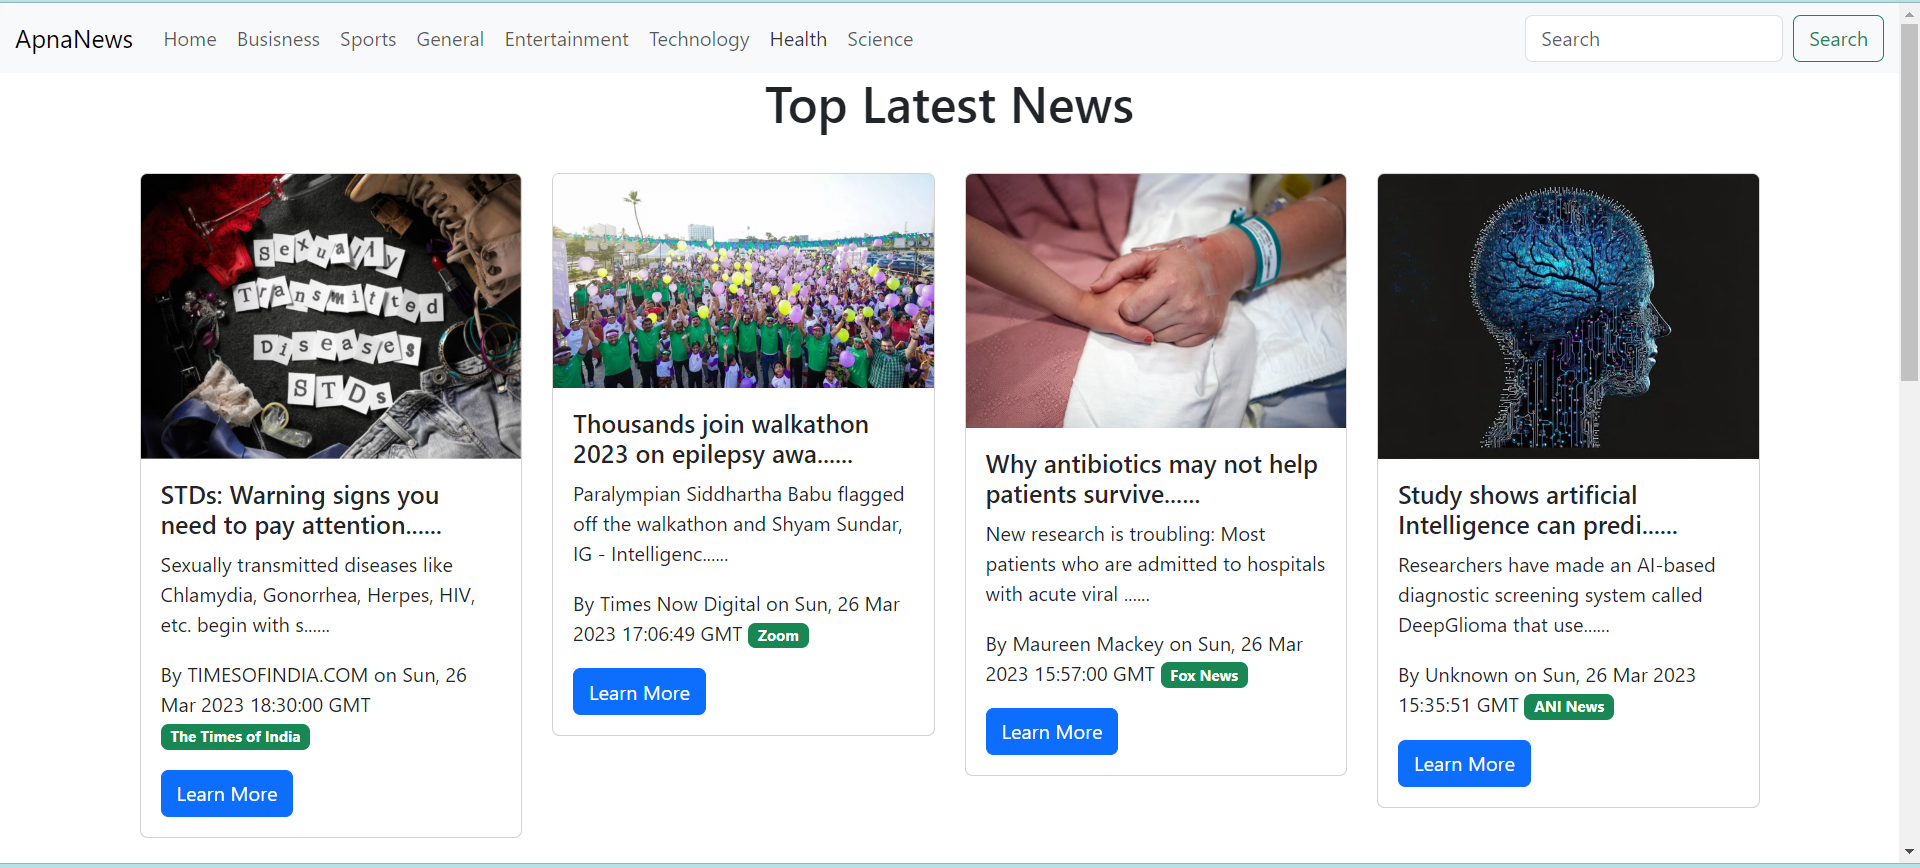 ApnaNews Home Busisness Sports General Entertainment Technology Health Science Search Search
Top Latest News
Sexually
Transmitted
Diseases
STDs
STDs: Warning signs you
need to pay attention......
Sexually transmitted diseases like
Chlamydia, Gonorrhea, Herpes, HIV,
etc. begin with s......
By TIMESOFINDIA.COM on Sun, 26
Mar 2023 18:30:00 GMT
The Times of India
Learn More
Thousands join walkathon
2023 on epilepsy awa......
Paralympian Siddhartha Babu flagged
off the walkathon and Shyam Sundar,
IG - Intelligenc......
By Times Now Digital on Sun, 26 Mar
2023 17:06:49 GMT Zoom
Learn More
Why antibiotics may not help
patients survive......
New research is troubling: Most
patients who are admitted to hospitals
with acute viral ......
By Maureen Mackey on Sun, 26 Mar
2023 15:57:00 GMT Fox News
Learn More
Study shows artificial
Intelligence can predi......
Researchers have made an AI-based
diagnostic screening system called
DeepGlioma that use......
By Unknown on Sun, 26 Mar 2023
15:35:51 GMT ANI News
Learn More